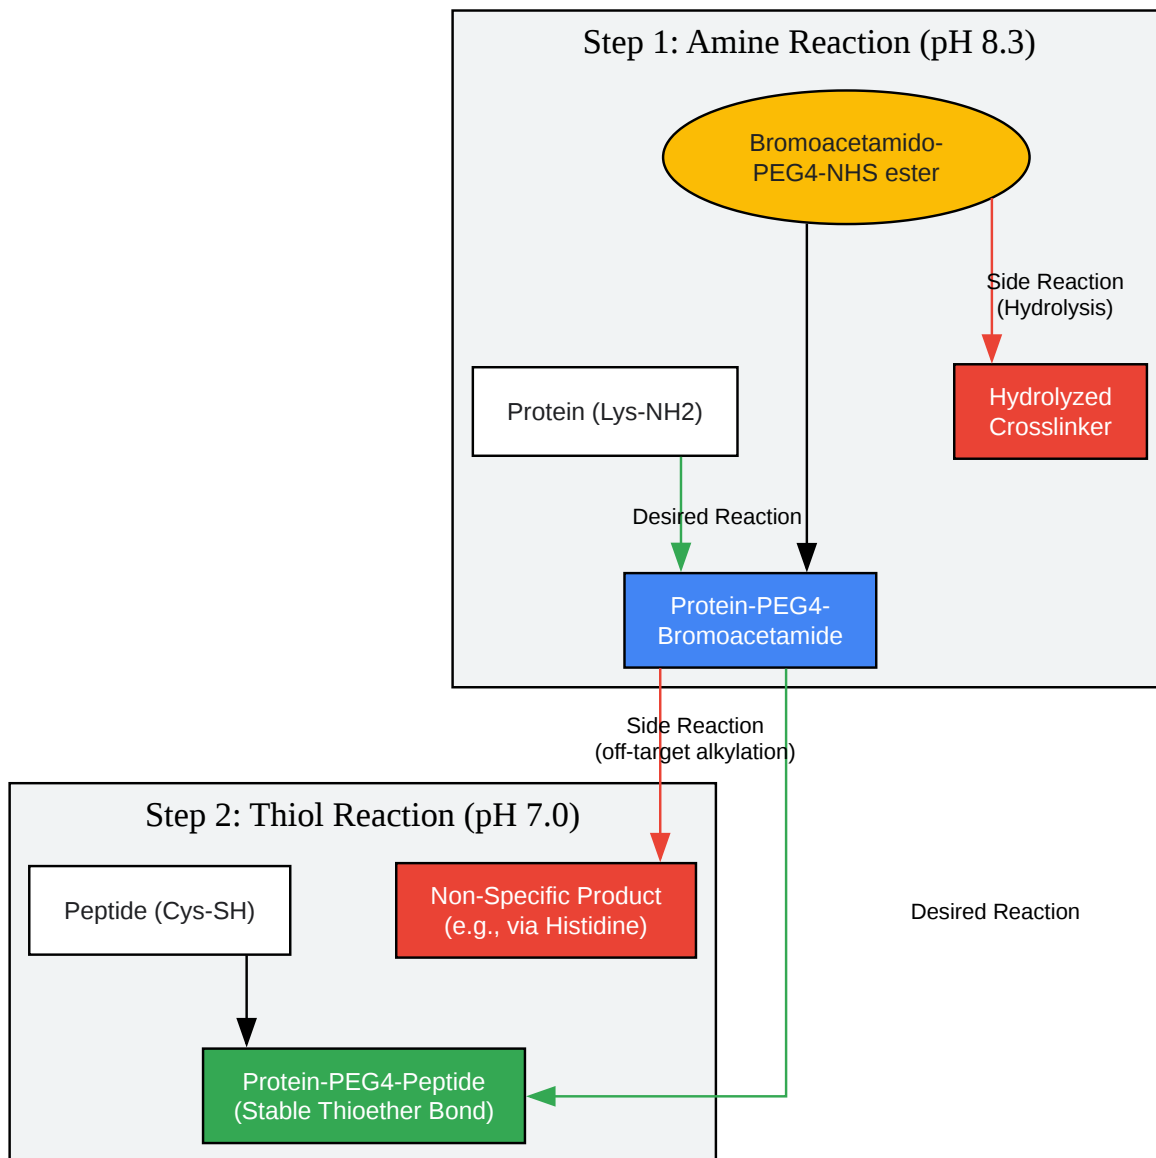 Step 1: Amine Reaction (pH 8.3)
Bromoacetamido-
PEG4-NHS ester
Side Reaction
(Hydrolysis)
Protein (Lys-NH2)
Hydrolyzed
Crosslinker
Desired Reaction
Protein-PEG4-
Bromoacetamide
Side Reaction
(off-target alkylation)
Step 2: Thiol Reaction (pH 7.0)
Peptide (Cys-SH)
Non-Specific Product
(e.g., via Histidine)
Desired Reaction
Protein-PEG4-Peptide
(Stable Thioether Bond)